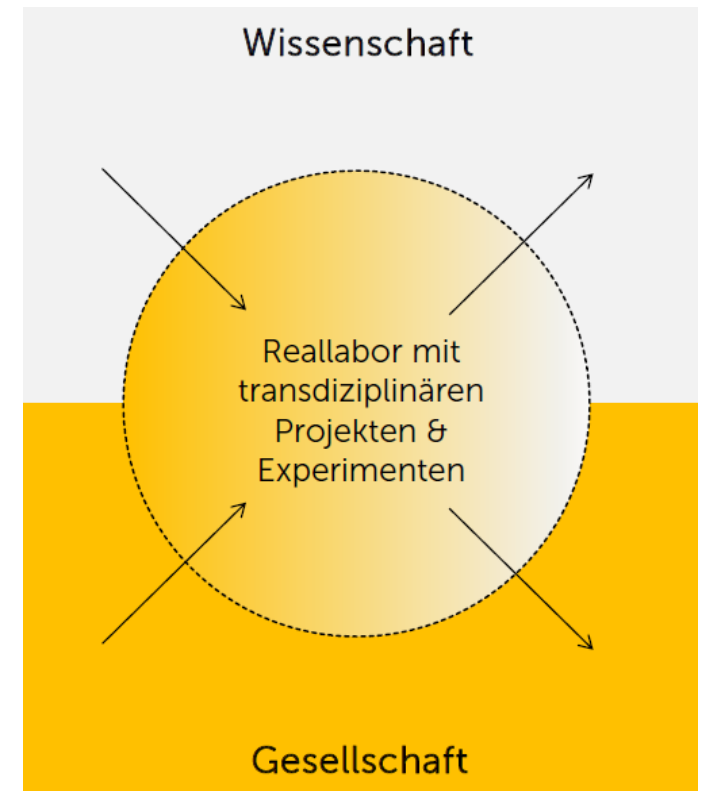 Wissenschaft
Reallabor mit
transdiziplinären
Projekten &
Experimenten
Gesellschaft